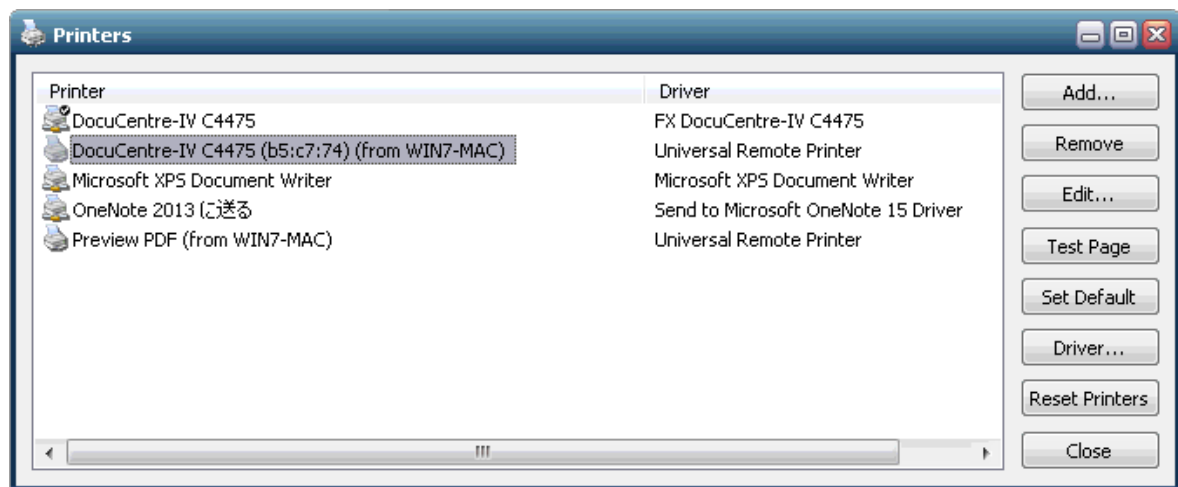 Printers
Printer Driver
DocuCentre-IV C4475 FX DocuCentre-IV C4475
DocuCentre-IV C4475 (b5:c7:74) (from WIN7-MAC) Universal Remote Printer
Microsoft XPS Document Writer Microsoft XPS Document Writer
OneNote 2013 に送る Send to Microsoft OneNote 15 Driver
Preview PDF (from WIN7-MAC) Universal Remote Printer
Add...
Remove
Edit...
Test Page
Set Default
Driver...
Reset Printers
Close